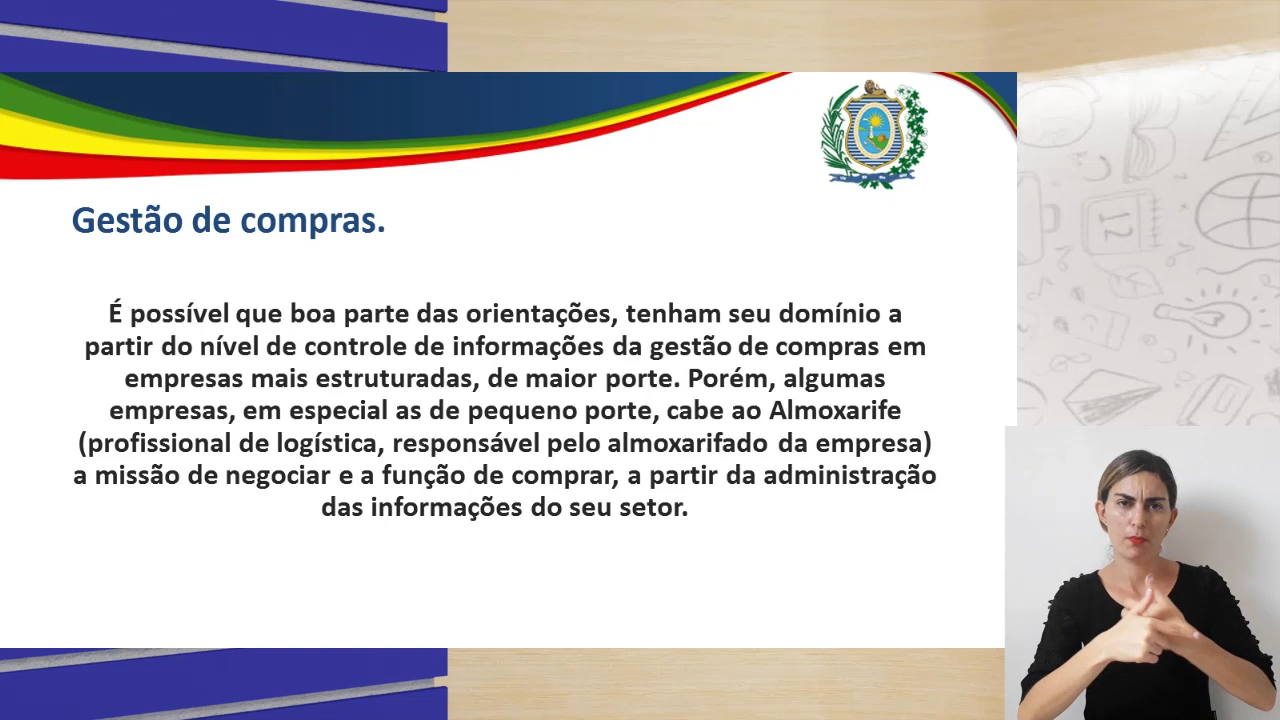 Gestão de compras.
É possível que boa parte das orientações, tenham seu domínio a
partir do nível de controle de informações da gestão de compras em
empresas mais estruturadas, de maior porte. Porém, algumas
empresas, em especial as de pequeno porte, cabe ao Almoxarife
(profissional de logística, responsável pelo almoxarifado da empresa)
a missão de negociar e a função de comprar, a partir da administração
das informações do seu setor.
12